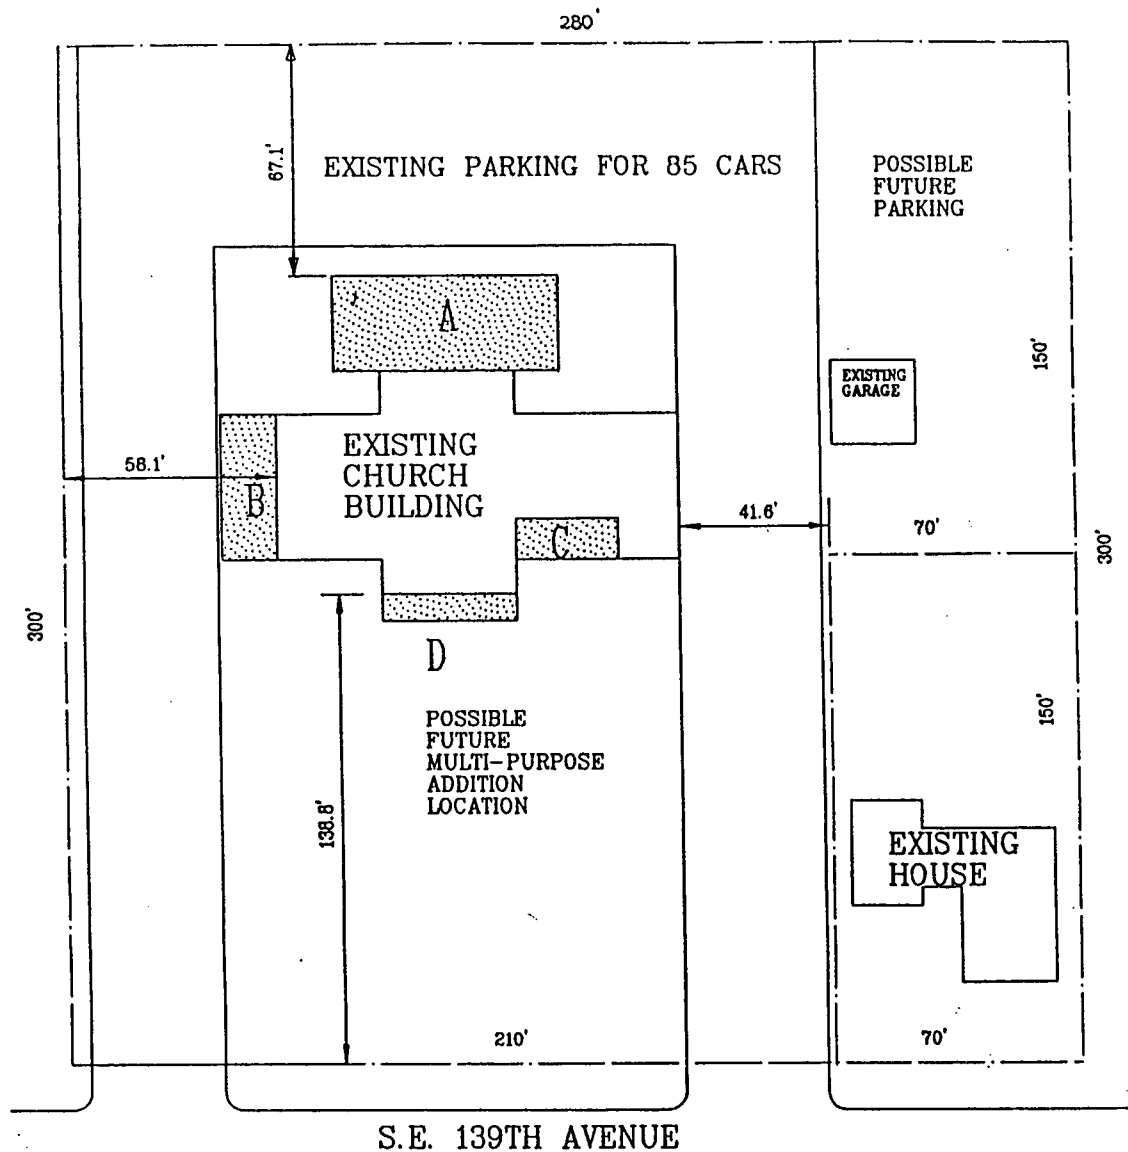 280'
67.1'
EXISTING PARKING FOR 85 CARS
POSSIBLE
FUTURE
PARKING
A
150'
EXISTING
GARAGE
EXISTING
CHURCH
BUILDING
58.1'
B
C
41.6'
70'
300'
300'
D
150'
POSSIBLE
FUTURE
MULTI-PURPOSE
ADDITION
LOCATION
138.8'
EXISTING
HOUSE
210'
70'
S.E. 139TH AVENUE